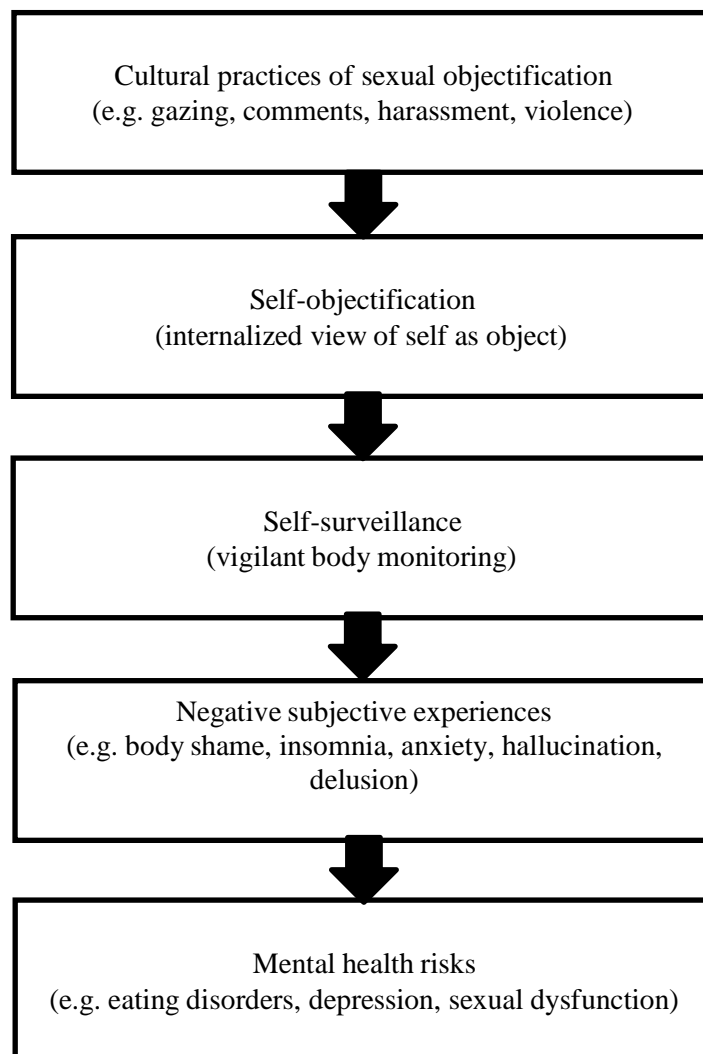 Cultural practices of sexual objectification
(e.g. gazing, comments, harassment, violence)
Self-objectification
(internalized view of self as object)
Self-surveillance
(vigilant body monitoring)
Negative subjective experiences
(e.g. body shame, insomnia, anxiety, hallucination,
delusion)
Mental health risks
(e.g. eating disorders, depression, sexual dysfunction)